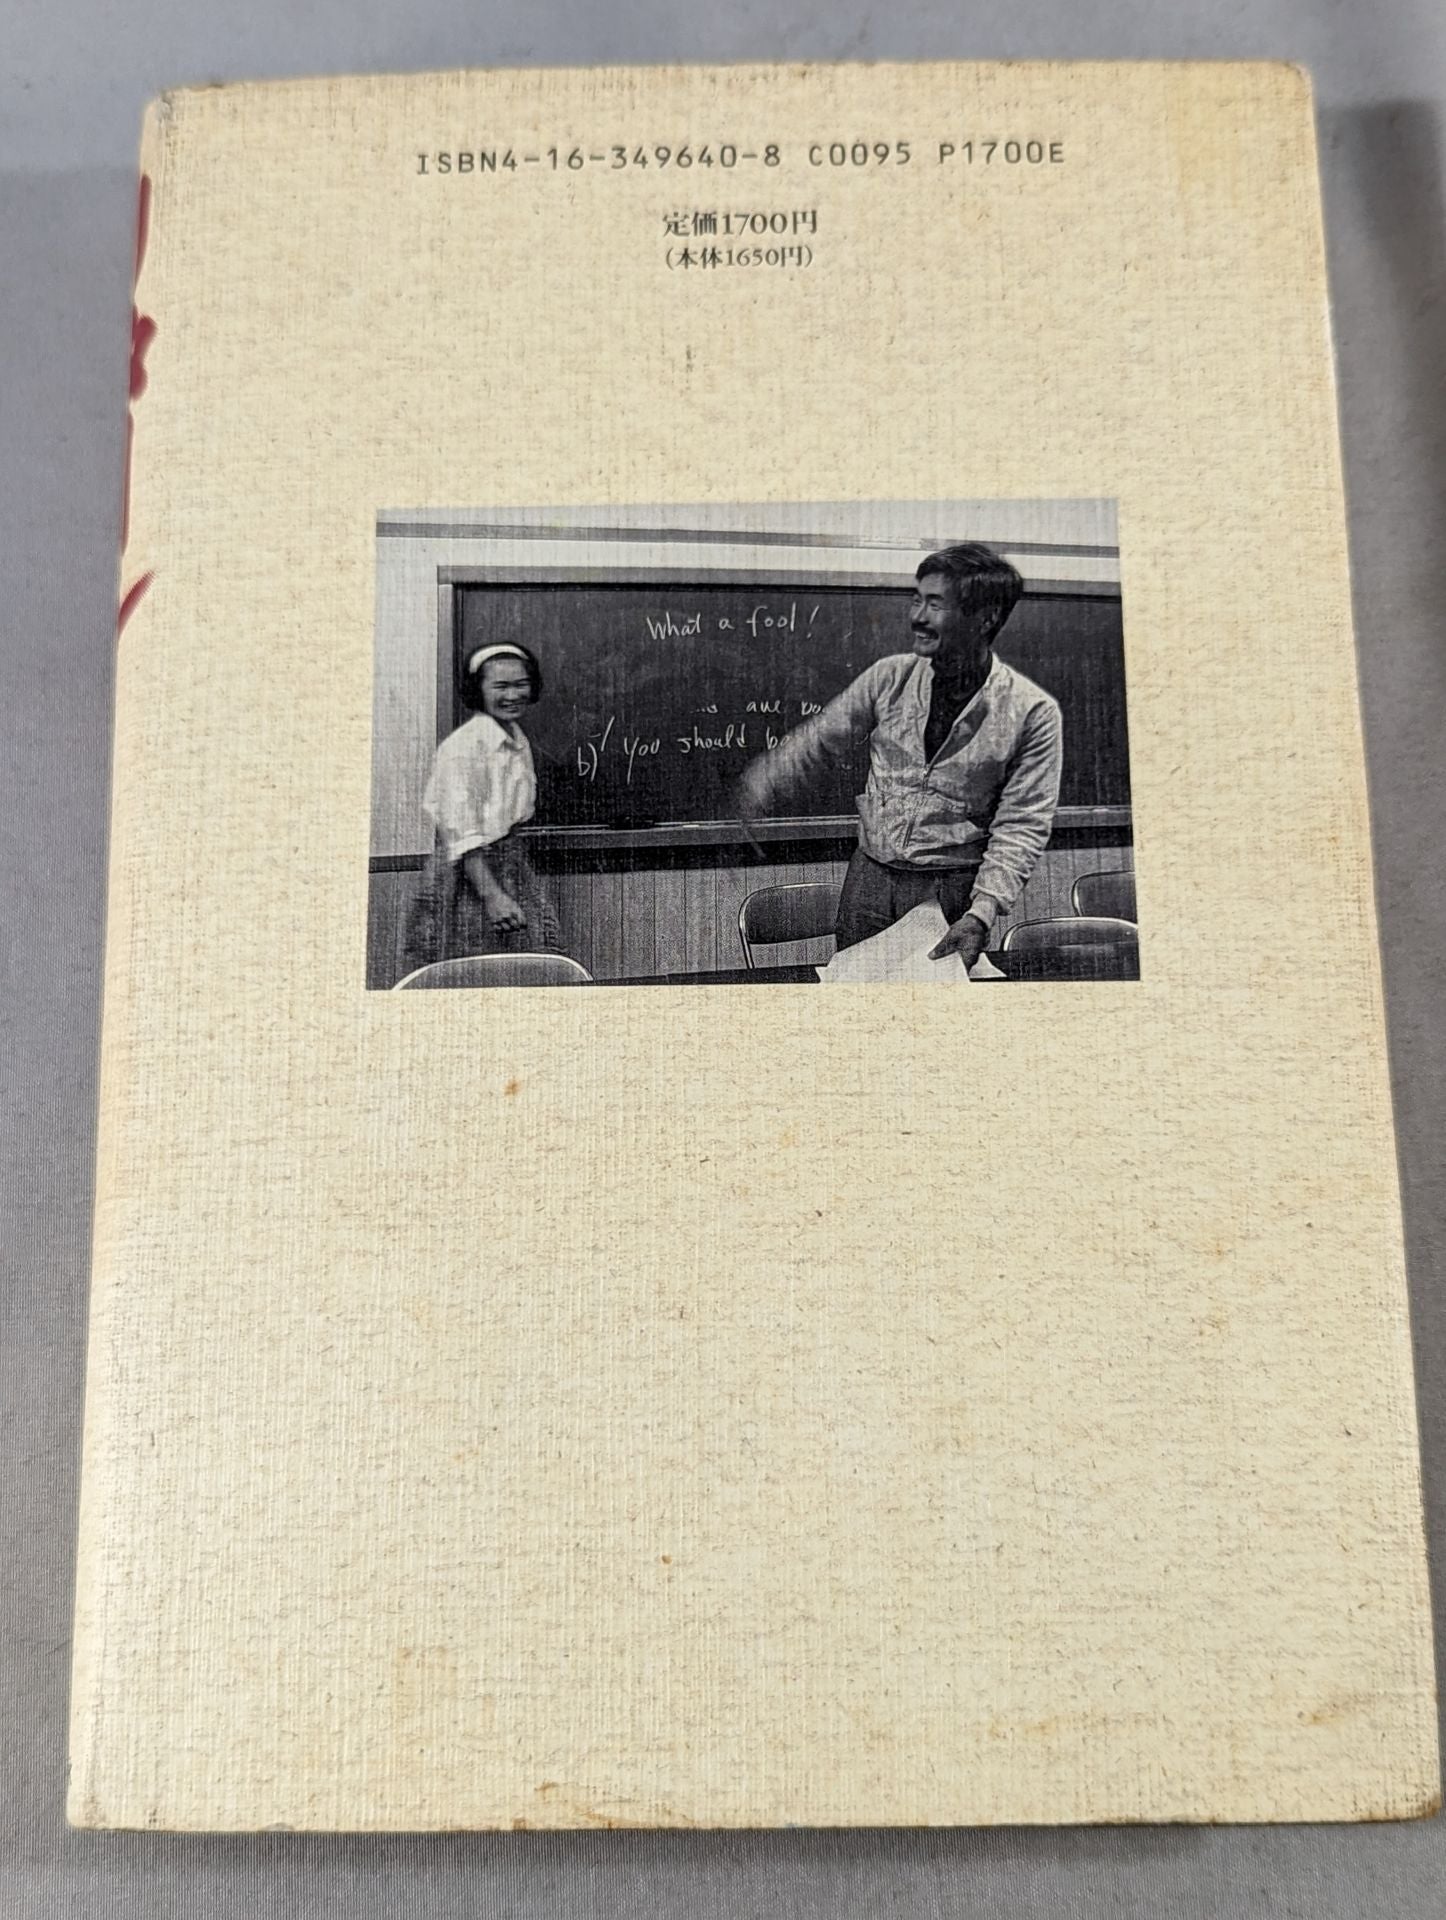 ISBN4-16-349640-8 C0095 P1700E
定価1700円
(本体1650円)
What a fool!
are
b) you should